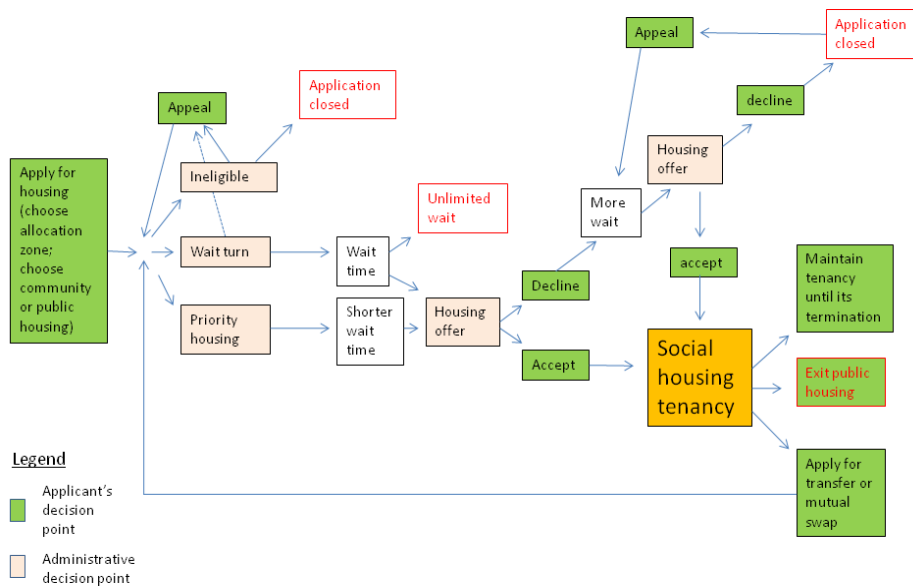 Appeal
Application
closed
Application
closed
Appeal
decline
Apply for
housing
(choose
allocation
zone;
choose
community
or public
housing)
Ineligible
Housing
offer
Unlimited
wait
More
wait
Wait turn
Wait
time
accept
Maintain
tenancy
until its
termination
Decline
Priority
housing
Shorter
wait
time
Housing
offer
Accept
Social
housing
tenancy
Exit public
housing
Apply for
transfer or
mutual
swap
Legend
Applicant's
decision
point
Administrative
decision point